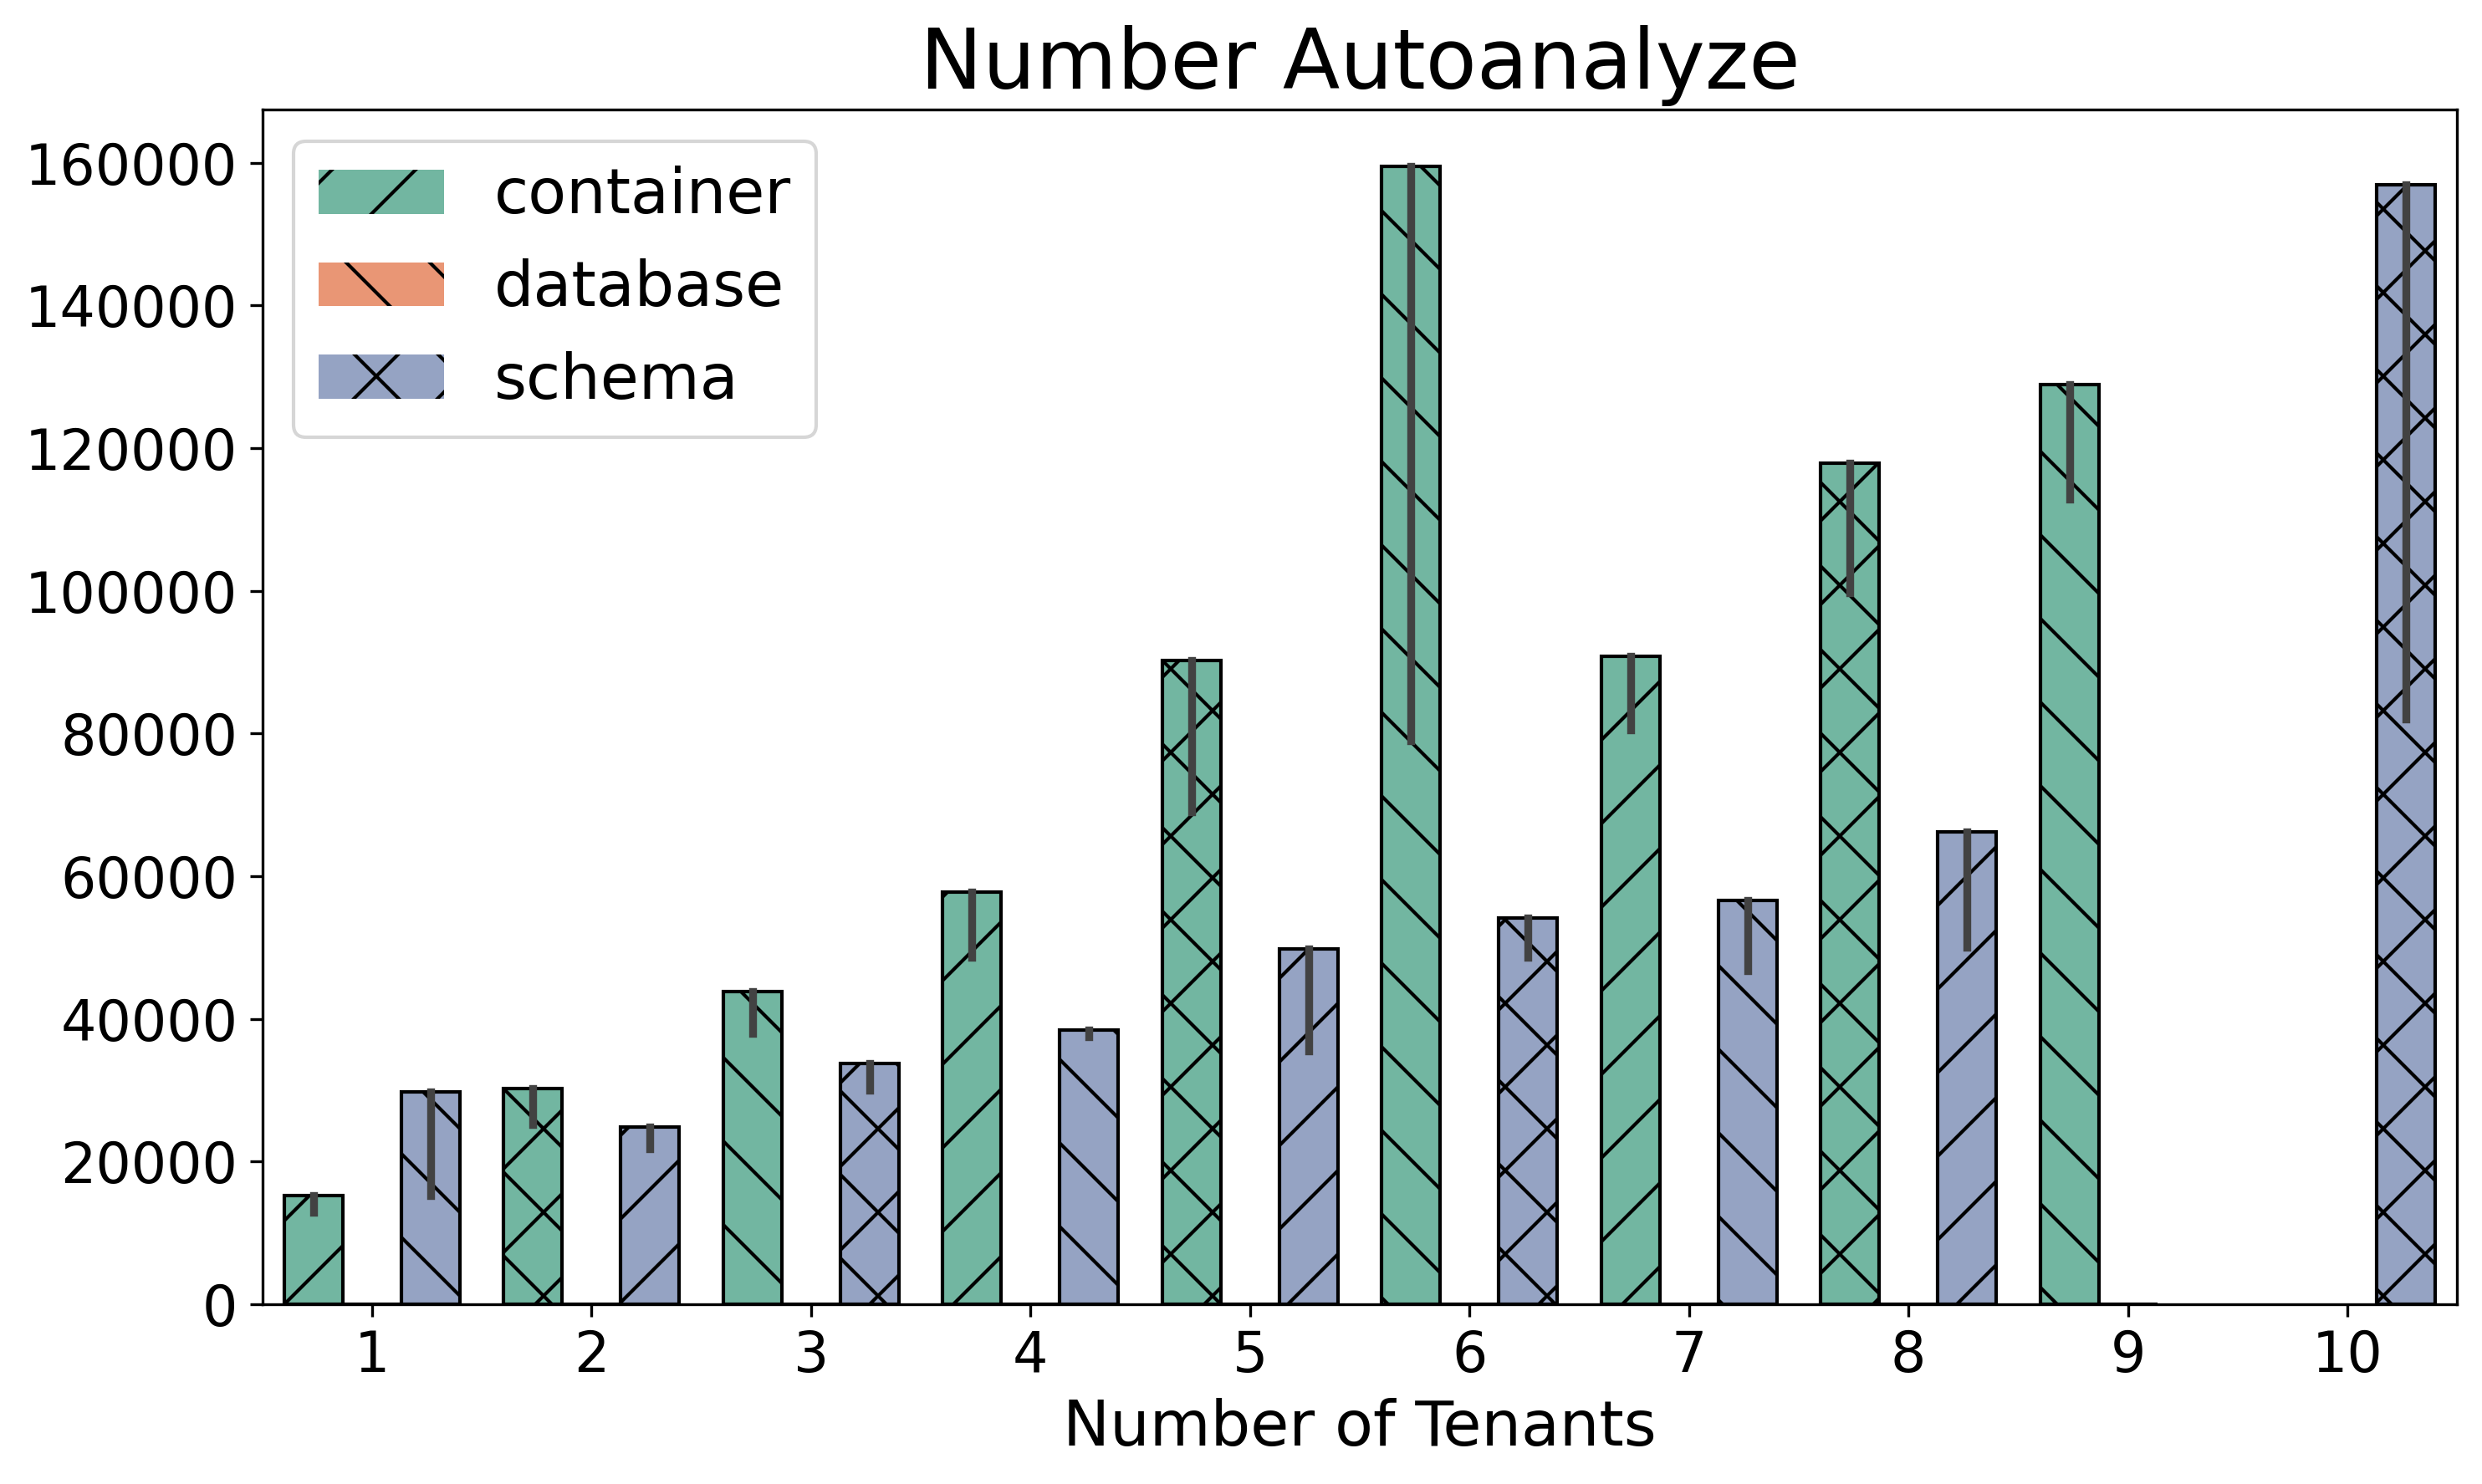 Number Autoanalyze
container
database
schema
160000
140000
120000
100000
80000
60000
40000
20000
0
1 2 3 4 5 6 7 8 9 10
Number of Tenants